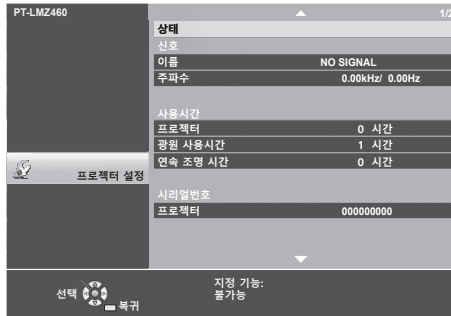 PT-LMZ460 1/2
상태
신호
이름 NO SIGNAL
주파수 0.00kHz/ 0.00Hz
사용시간
프로젝터 0 시간
광원 사용시간 1 시간
연속 조명 시간 0 시간
프로젝터 설정
시리얼번호
프로젝터 000000000
선택
복귀
지정 기능:
불가능